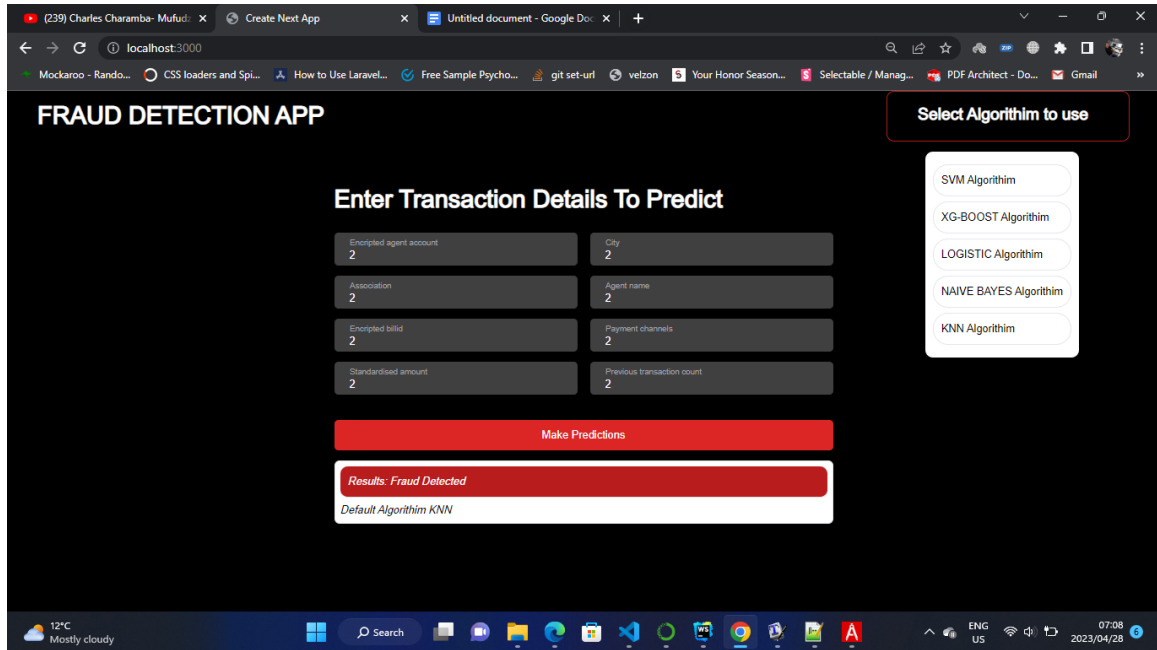 (239) Charles Charamba- Mufudz
Create Next App
Untitled document - Google Doc
localhost:3000
Mockaroo - Rando...
CSS loaders and Spi...
How to Use Laravel...
Free Sample Psycho...
git set-url
velzon
Your Honor Season...
Selectable / Manag...
PDF Architect - Do...
Gmail
»
FRAUD DETECTION APP
Select Algorithim to use
SVM Algorithim
XG-BOOST Algorithim
LOGISTIC Algorithim
NAIVE BAYES Algorithim
KNN Algorithim
Enter Transaction Details To Predict
Encripted agent account
2
City
2
Association
2
Agent name
2
Encripted billid
2
Payment channels
2
Standardised amount
2
Previous transaction count
2
Make Predictions
Results: Fraud Detected
Default Algorithim KNN
12°C
Mostly cloudy
Search
ENG
US
07:08
2023/04/28
6